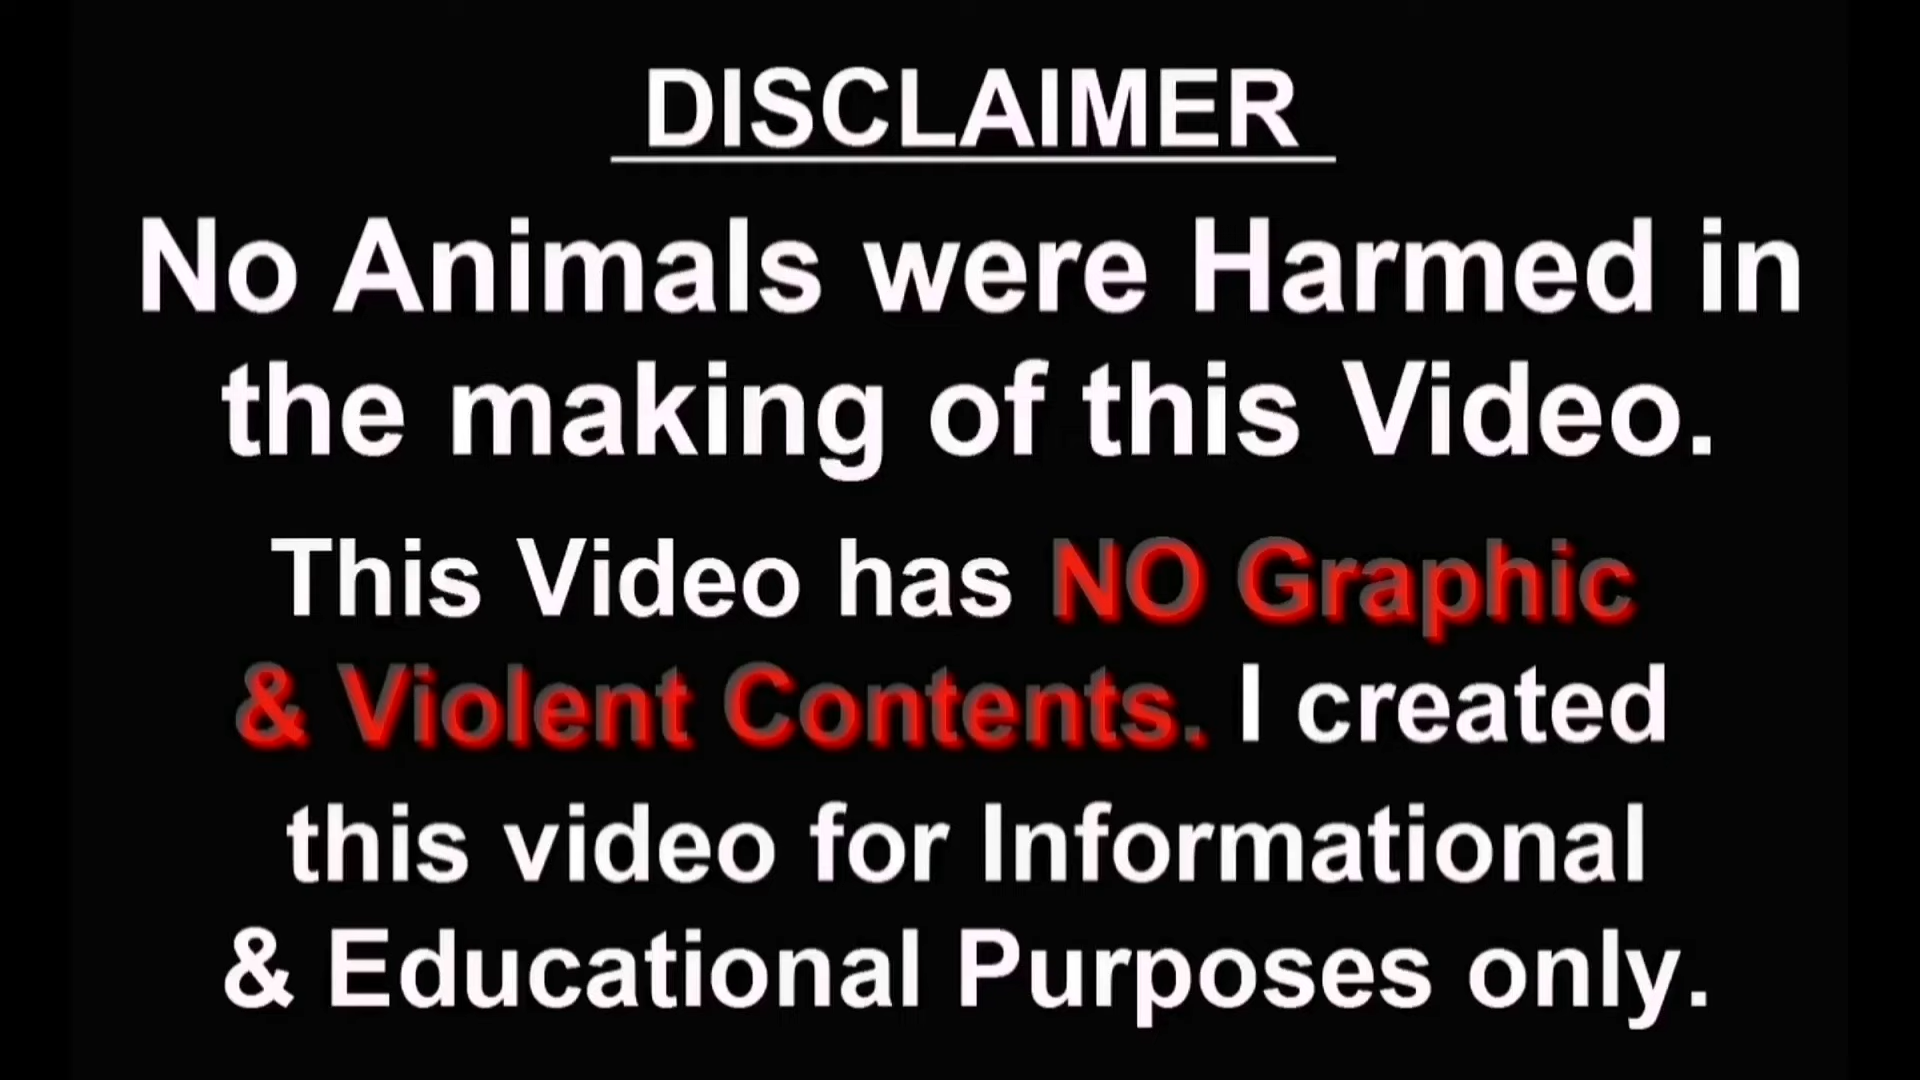 DISCLAIMER
No Animals were Harmed in
the making of this Video.
This Video has NO Graphic
& Violent Contents. I created
this video for Informational
& Educational Purposes only.